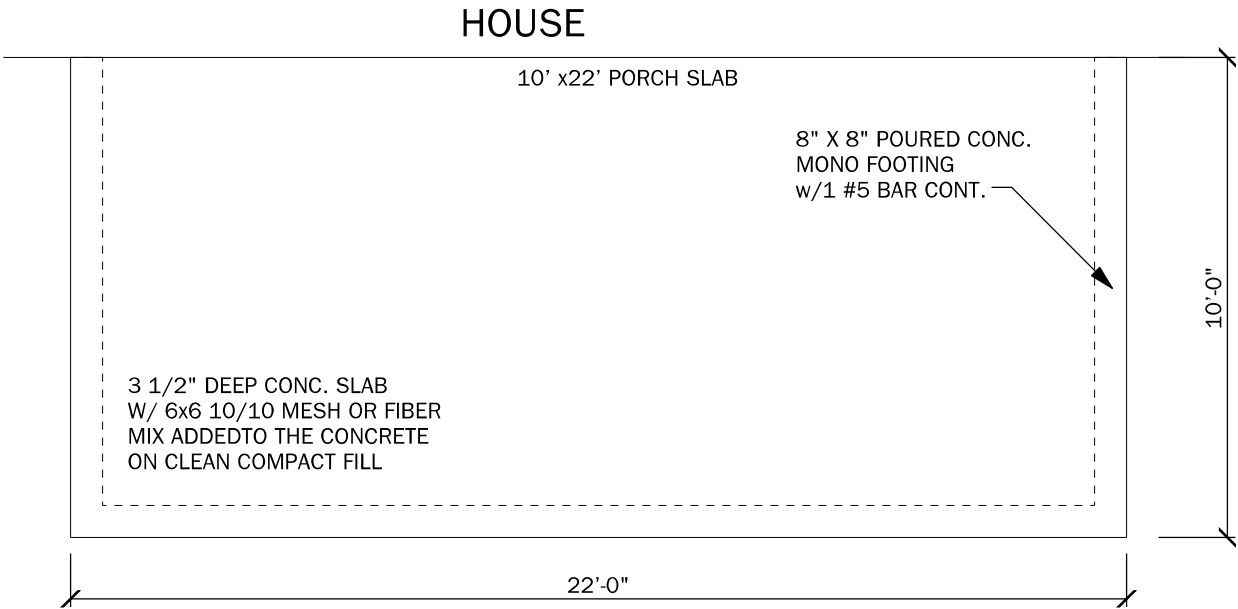 HOUSE
10' x22' PORCH SLAB
8" X 8" POURED CONC.
MONO FOOTING
w/1 #5 BAR CONT.
10'-0"
3 1/2" DEEP CONC. SLAB
W/ 6x6 10/10 MESH OR FIBER
MIX ADDEDTO THE CONCRETE
ON CLEAN COMPACT FILL
22'-0"